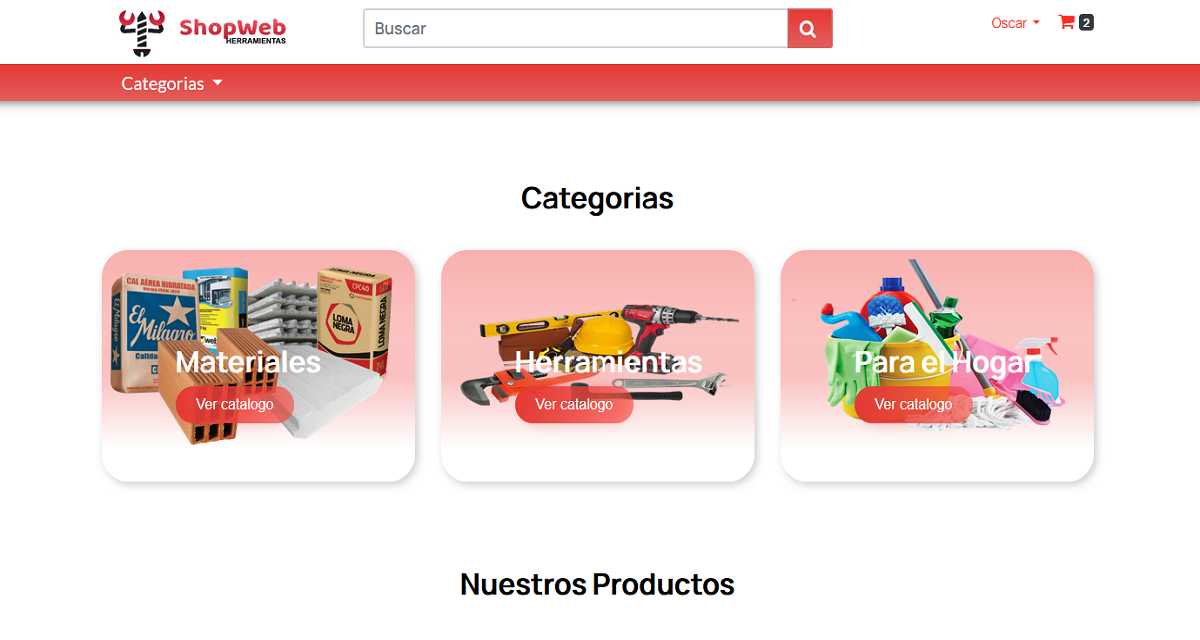 ShopWeb
HERRAMIENTAS
Buscar
Oscar
2
Categorias
Categorias
CAL AÉREA HIDRATADA
El Milagro
LOMA NEGRA
CPC40
LOMA NEGRA
Materiales
Ver catalogo
Herramientas
Ver catalogo
Para el Hogar
Ver catalogo
Nuestros Productos